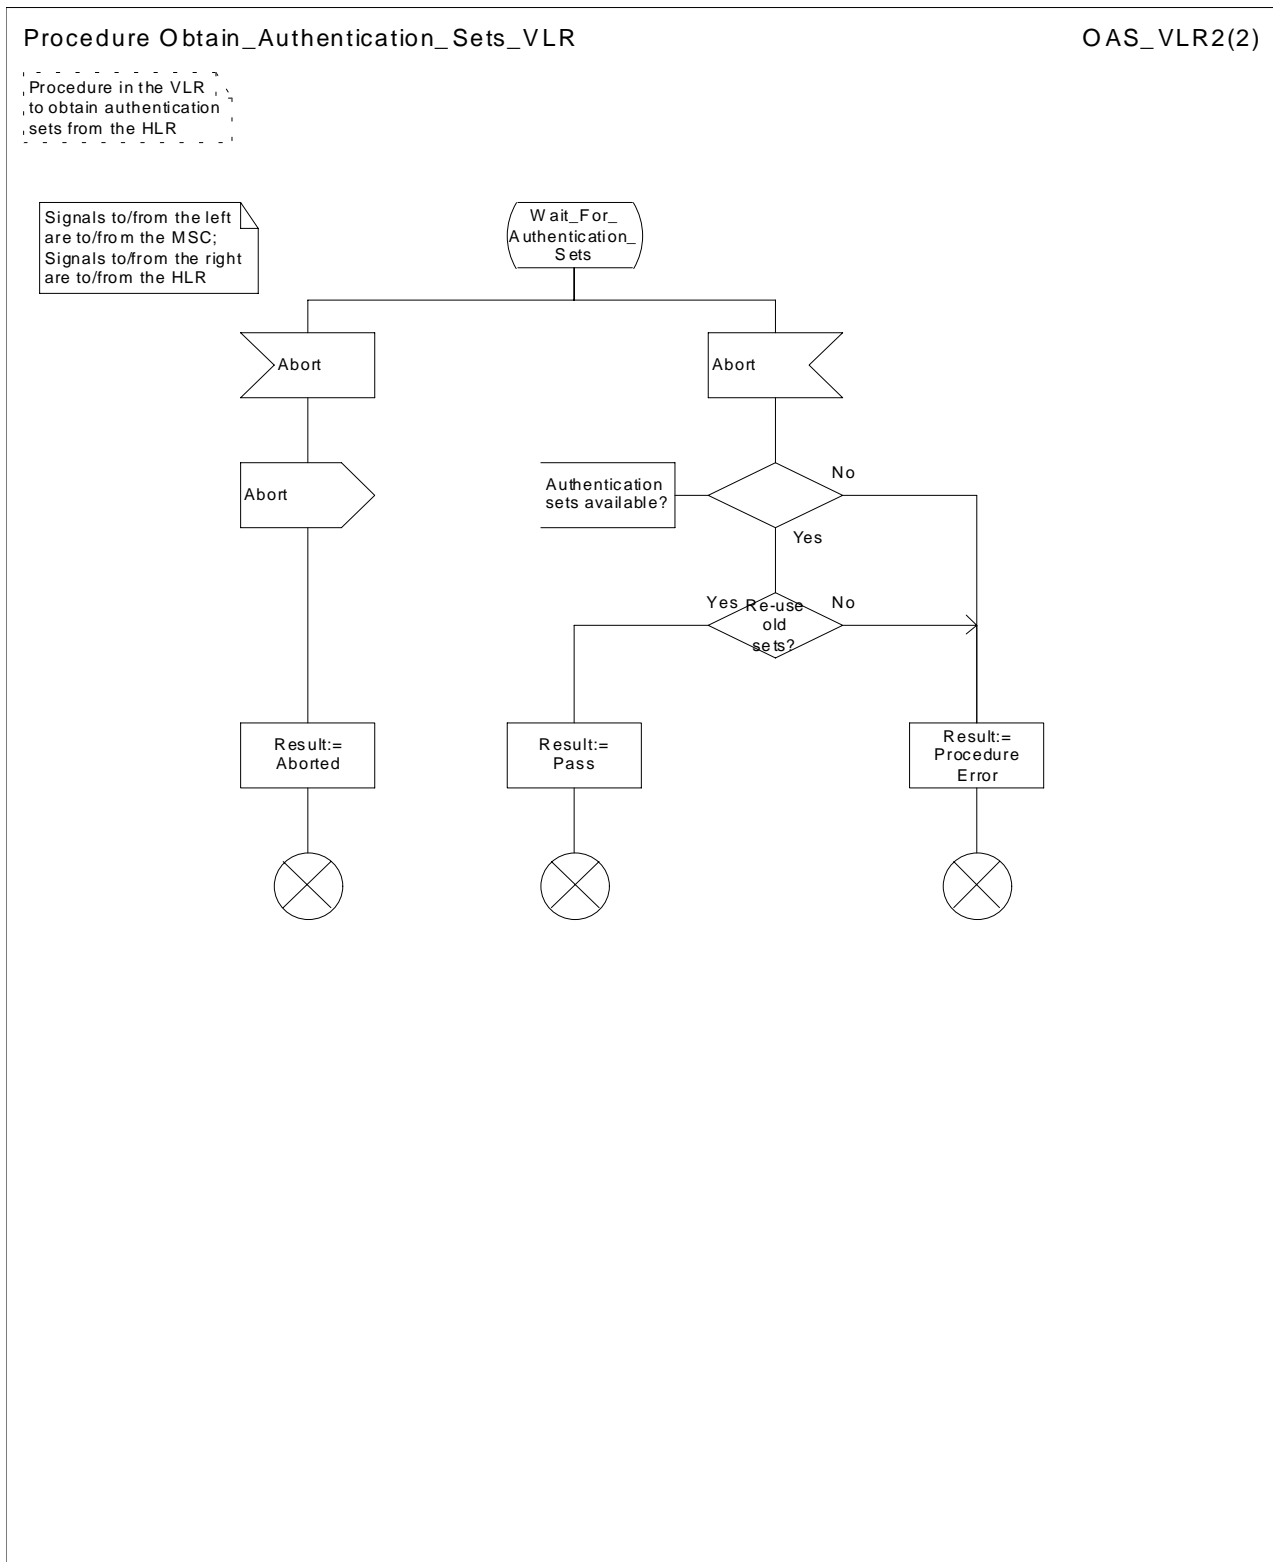 Procedure Obtain_Authentication_Sets_VLR
OAS_VLR2(2)
Procedure in the VLR
to obtain authentication
sets from the HLR
Signals to/from the left
are to/from the MSC;
Signals to/from the right
are to/from the HLR
Wait_For_
Authentication_
Sets
Abort
Abort
Abort
Authentication
sets available?
No
Yes
Yes
Re-use
old
sets?
No
Result:=
Aborted
Result:=
Pass
Result:=
Procedure
Error